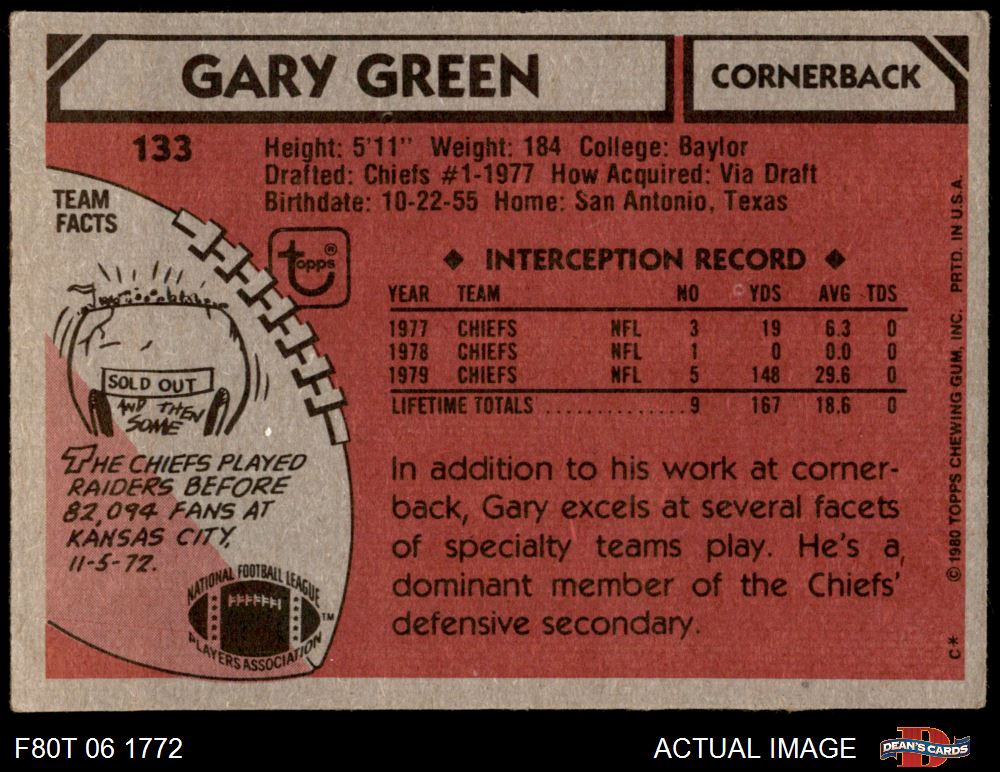 GARY GREEN
CORNERBACK
133
Height: 5'11" Weight: 184 College: Baylor
Drafted: Chiefs #1-1977 How Acquired: Via Draft
Birthdate: 10-22-55 Home: San Antonio, Texas
TEAM
FACTS
topps®
SOLD OUT
AND THEN
SOME
THE CHIEFS PLAYED
RAIDERS BEFORE
82,094 FANS AT
KANSAS CITY,
11-5-72.
NATIONAL FOOTBALL LEAGUE
PLAYERS ASSOCIATION
TM
◆ INTERCEPTION RECORD ◆
YEAR TEAM NO YDS AVG TDS
1977 CHIEFS NFL 3 19 6.3 0
1978 CHIEFS NFL 1 0 0.0 0
1979 CHIEFS NFL 5 148 29.6 0
LIFETIME TOTALS ..............9 167 18.6 0
In addition to his work at corner-
back, Gary excels at several facets
of specialty teams play. He's a
dominant member of the Chiefs'
defensive secondary.
C* © 1980 TOPPS CHEWING GUM, INC. PRTD. IN U.S.A.
F80T 06 1772
ACTUAL IMAGE
D
DEAN'S CARDS